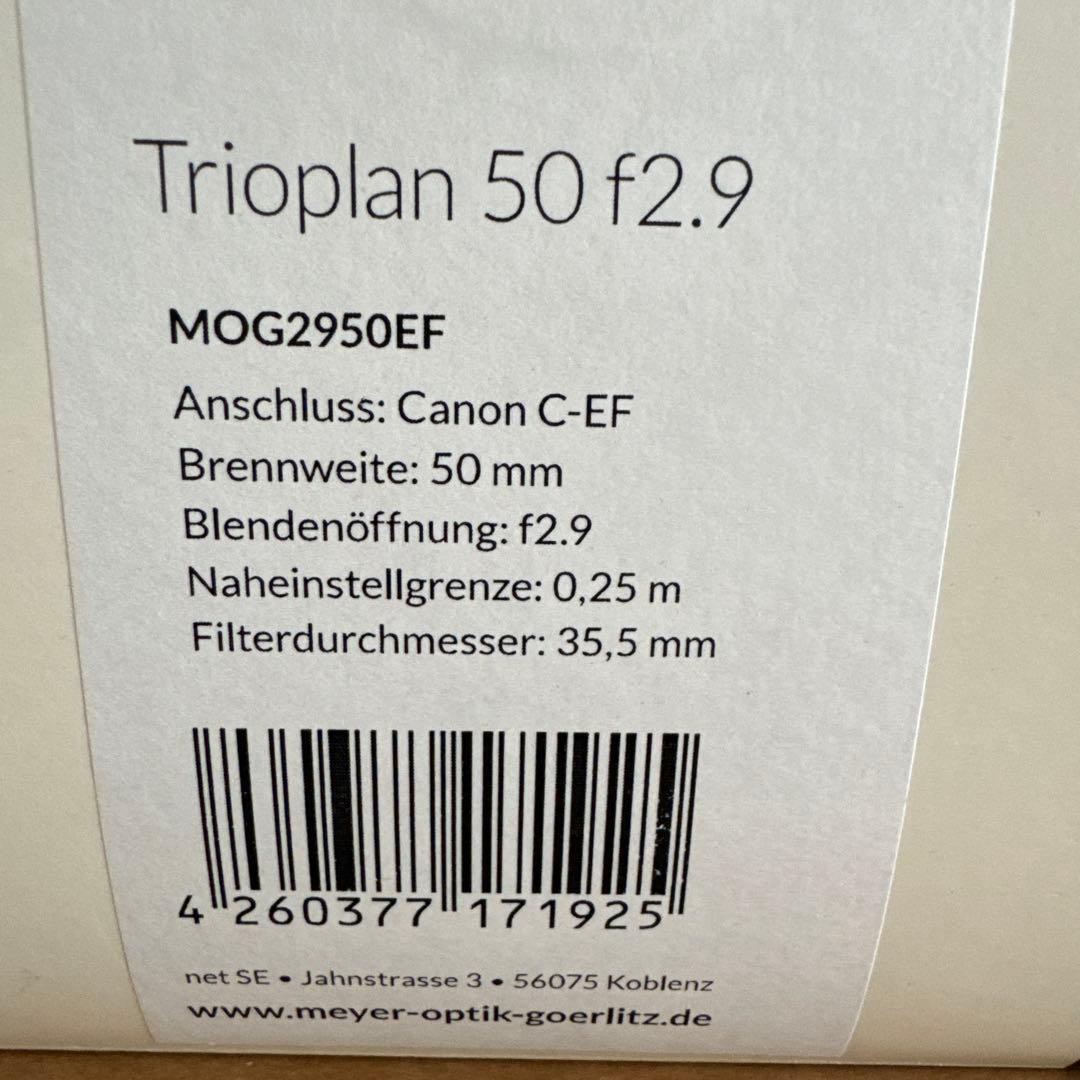 Trioplan 50 f2.9
MOG2950EF
Anschluss: Canon C-EF
Brennweite: 50 mm
Blendenöffnung: f2.9
Naheinstellgrenze: 0,25 m
Filterdurchmesser: 35,5 mm
4 260377 171925
net SE • Jahnstrasse 3 • 56075 Koblenz
www.meyer-optik-goerlitz.de